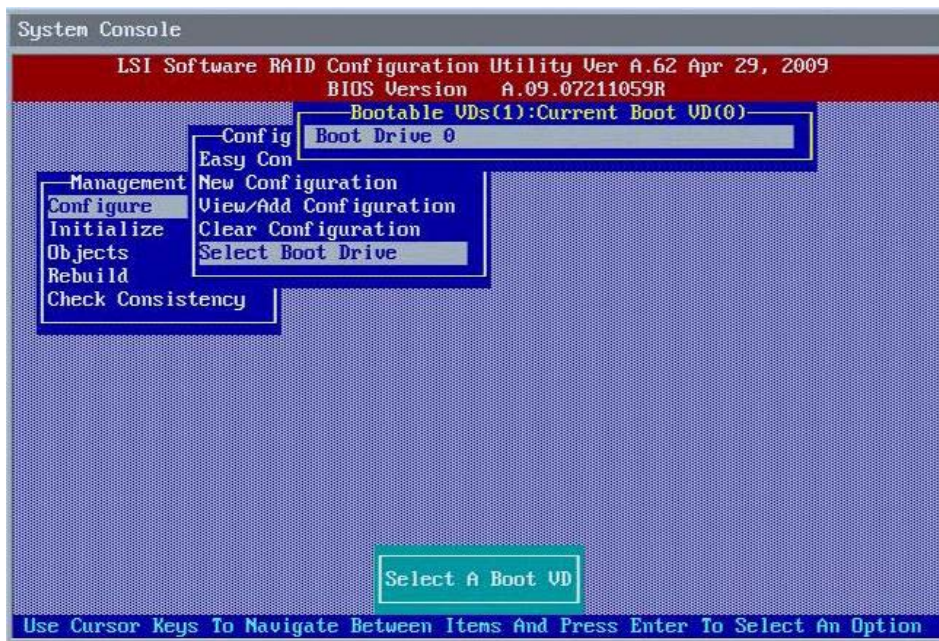 System Console
LSI Software RAID Configuration Utility Ver A.62 Apr 29, 2009
BIOS Version A.09.07211059R
Bootable VDs(1):Current Boot VD(0)
Boot Drive 0
Config
Easy Con
New Configuration
View/Add Configuration
Clear Configuration
Select Boot Drive
Management
Configure
Initialize
Objects
Rebuild
Check Consistency
Select A Boot VD
Use Cursor Keys To Navigate Between Items And Press Enter To Select An Option